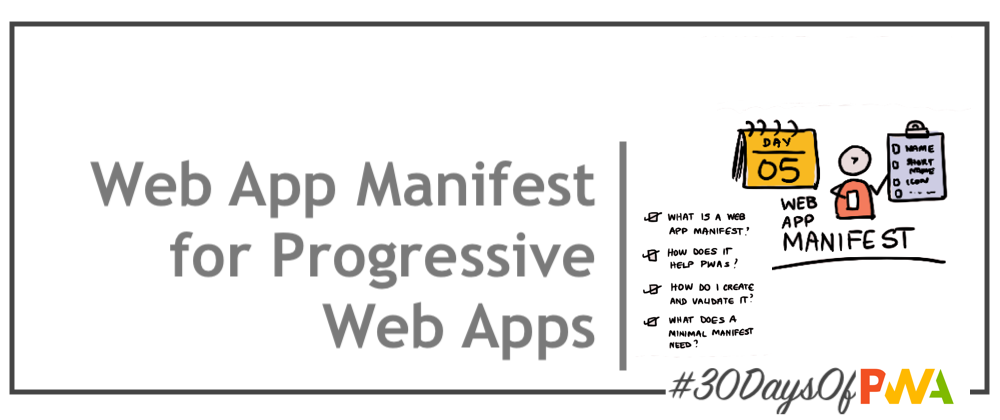 Web App Manifest
for Progressive
Web Apps
DAY
05
WEB
APP
MANIFEST
NAME
SHORT
NAME
ICON
....
WHAT IS A WEB
APP MANIFEST?
HOW DOES IT
HELP PWAS?
HOW DO I CREATE
AND VALIDATE IT?
WHAT DOES A
MINIMAL MANIFEST
NEED?
#30DaysOfPWA